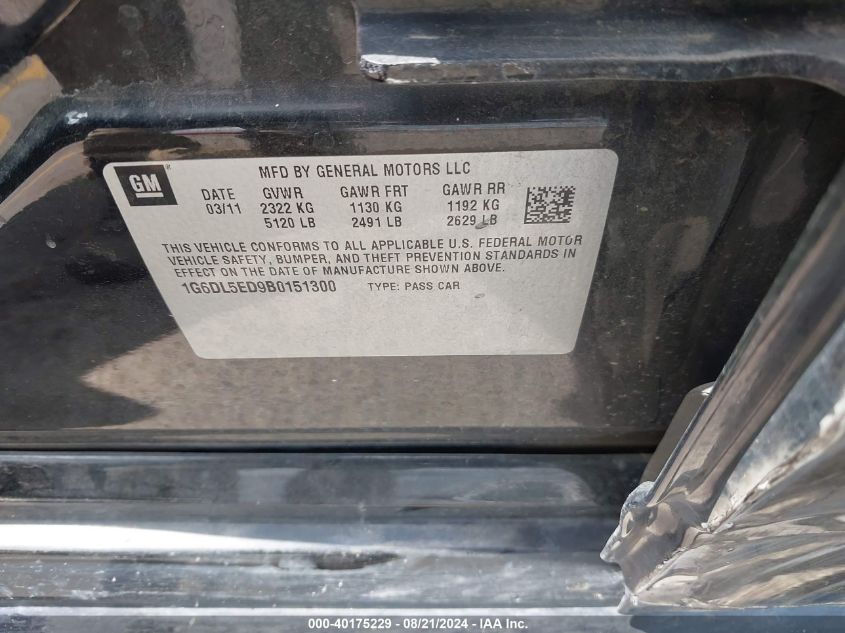 GM
MFD BY GENERAL MOTORS LLC
DATE GVWR GAWR FRT GAWR RR
03/11 2322 KG 1130 KG 1192 KG
5120 LB 2491 LB 2629 LB
THIS VEHICLE CONFORMS TO ALL APPLICABLE U.S. FEDERAL MOTOR
VEHICLE SAFETY, BUMPER, AND THEFT PREVENTION STANDARDS IN
EFFECT ON THE DATE OF MANUFACTURE SHOWN ABOVE.
1G6DL5ED9B0151300 TYPE: PASS CAR
000-40175229 - 08/21/2024 - IAA Inc.